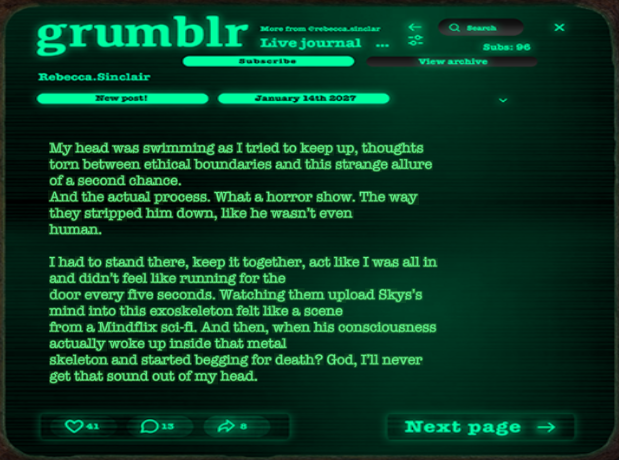 grumblr
More from @rebecca.sinclar
Live journal ...
Search
Subs: 96
Subscribe
View archive
Rebecca.Sinclair
New post!
January 14th 2027
My head was swimming as I tried to keep up, thoughts
torn between ethical boundaries and this strange allure
of a second chance.
And the actual process. What a horror show. The way
they stripped him down, like he wasn't even
human.
I had to stand there, keep it together, act like I was all in
and didn't feel like running for the
door every five seconds. Watching them upload Skys's
mind into this exoskeleton felt like a scene
from a Mindflix sci-fi. And then, when his consciousness
actually woke up inside that metal
skeleton and started begging for death? God, I'll never
get that sound out of my head.
41
13
8
Next page